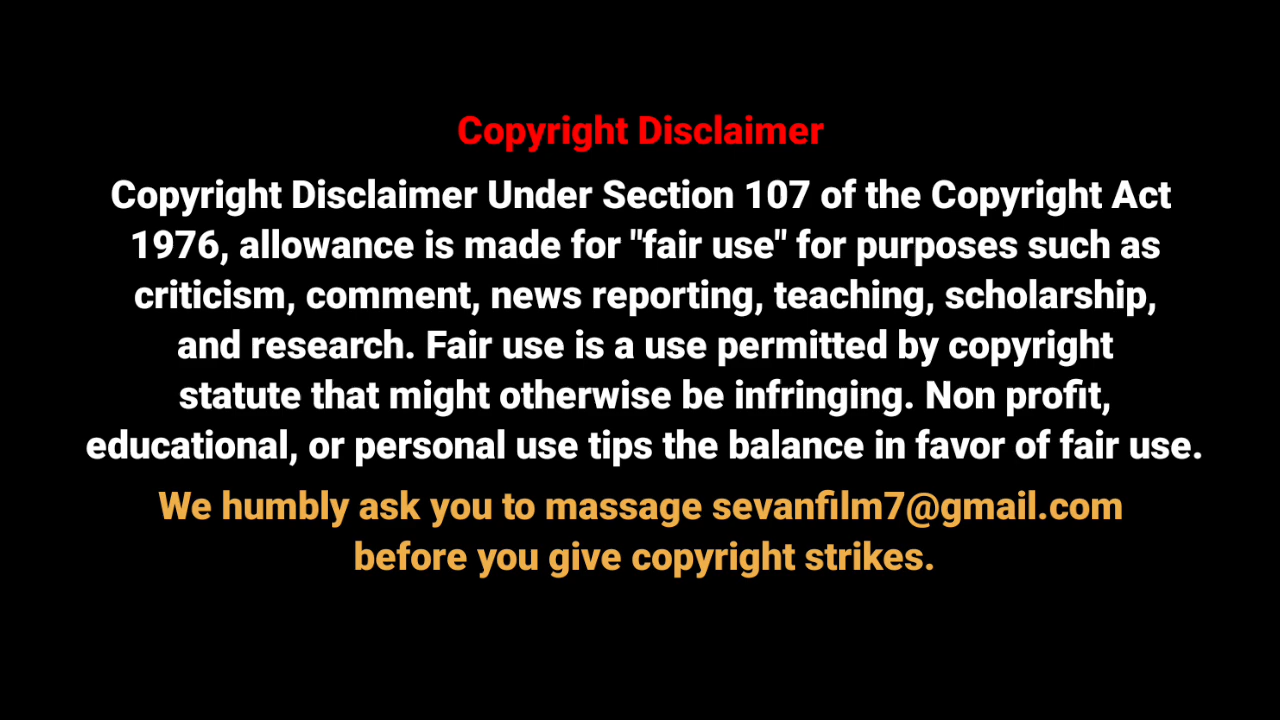 Copyright Disclaimer
Copyright Disclaimer Under Section 107 of the Copyright Act
1976, allowance is made for "fair use" for purposes such as
criticism, comment, news reporting, teaching, scholarship,
and research. Fair use is a use permitted by copyright
statute that might otherwise be infringing. Non profit,
educational, or personal use tips the balance in favor of fair use.
We humbly ask you to massage sevanfilm7@gmail.com
before you give copyright strikes.